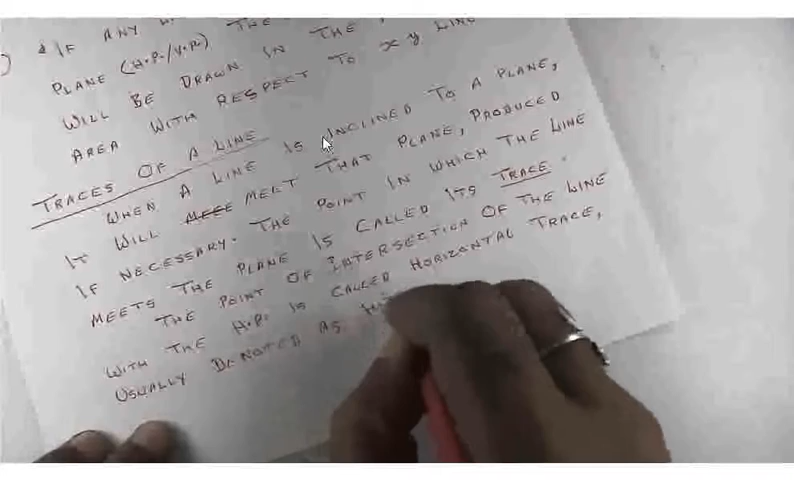 ) IF ANY THE
PLANE (H.P./V.P) THE
WILL BE DRAWN IN THE
AREA WITH RESPECT TO xy LINE
TRACES OF A LINE
WHEN A LINE IS INCLINED TO A PLANE,
IT WILL MELT THAT PLANE, PRODUCED
IF NECESSARY. THE POINT IN WHICH THE LINE
MEETS THE PLANE IS CALLED ITS TRACE.
THE POINT OF INTERSECTION OF THE LINE
WITH THE H.P. IS CALLED HORIZONTAL TRACE,
USUALLY DENOTED AS